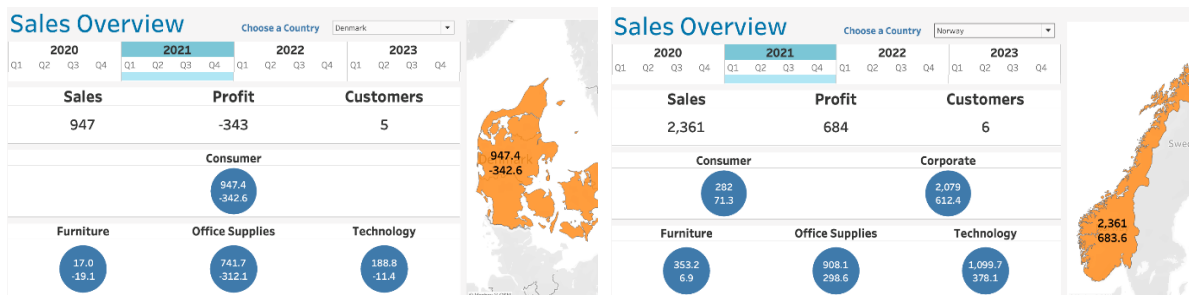 Sales Overview
Choose a Country Denmark
2020 2021 2022 2023
Q1 Q2 Q3 Q4 Q1 Q2 Q3 Q4 Q1 Q2 Q3 Q4 Q1 Q2 Q3 Q4
Sales Profit Customers
947 -343 5
Consumer
947.4
-342.6
Furniture Office Supplies Technology
17.0 741.7 188.8
-19.1 -312.1 -11.4
947.4
-342.6
Sales Overview
Choose a Country Norway
2020 2021 2022 2023
Q1 Q2 Q3 Q4 Q1 Q2 Q3 Q4 Q1 Q2 Q3 Q4 Q1 Q2 Q3 Q4
Sales Profit Customers
2,361 684 6
Consumer Corporate
282 2,079
71.3 612.4
Furniture Office Supplies Technology
353.2 908.1 1,099.7
6.9 298.6 378.1
Swe
2,361
683.6